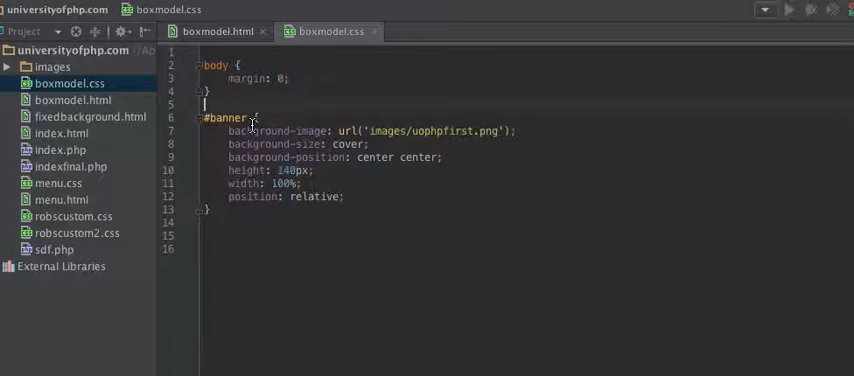 universityofphp.com boxmodel.css
Project boxmodel.html boxmodel.css
universityofphp.com (~/Ap
images
boxmodel.css
boxmodel.html
fixedbackground.html
index.html
index.php
indexfinal.php
menu.css
menu.html
robscustom.css
robscustom2.css
sdf.php
External Libraries
1
2 body {
3 margin: 0;
4 }
5
6 #banner {
7 background-image: url('images/uophpfirst.png');
8 background-size: cover;
9 background-position: center center;
10 height: 140px;
11 width: 100%;
12 position: relative;
13 }
14
15
16